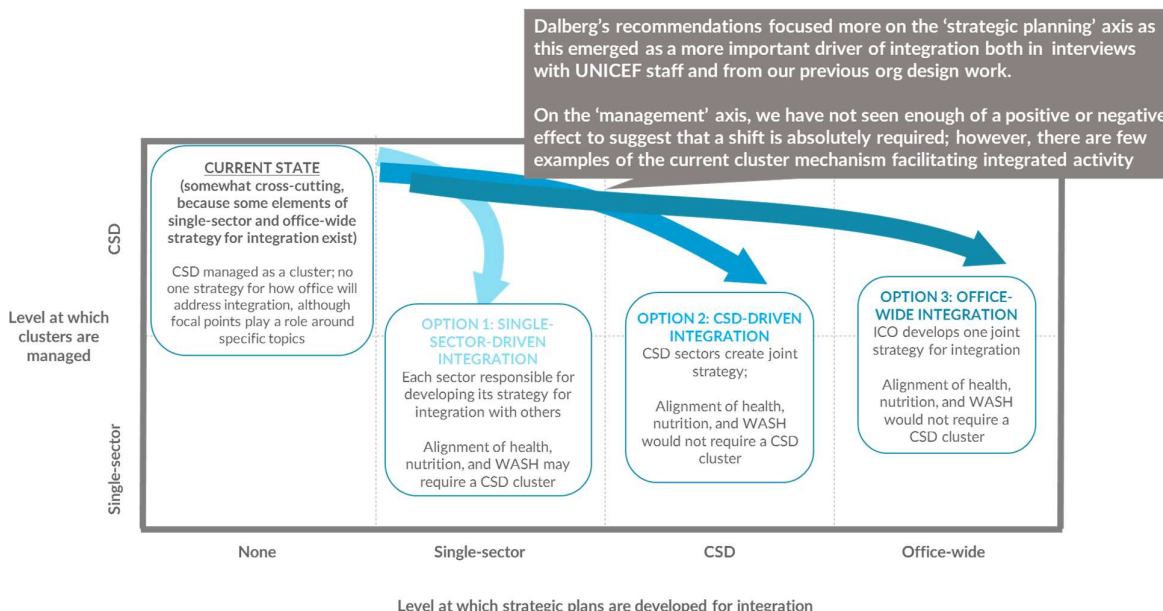 Dalberg’s recommendations focused more on the ‘strategic planning’ axis as
this emerged as a more important driver of integration both in interviews
with UNICEF staff and from our previous org design work.
On the ‘management’ axis, we have not seen enough of a positive or negative
effect to suggest that a shift is absolutely required; however, there are few
examples of the current cluster mechanism facilitating integrated activity
CURRENT STATE
(somewhat cross-cutting,
because some elements of
single-sector and office-wide
strategy for integration exist)
CSD managed as a cluster; no
one strategy for how office will
address integration, although
focal points play a role around
specific topics
OPTION 1: SINGLE-
SECTOR-DRIVEN
INTEGRATION
Each sector responsible for
developing its strategy for
integration with others
Alignment of health,
nutrition, and WASH may
require a CSD cluster
OPTION 2: CSD-DRIVEN
INTEGRATION
CSD sectors create joint
strategy;
Alignment of health,
nutrition, and WASH
would not require a CSD
cluster
OPTION 3: OFFICE-
WIDE INTEGRATION
ICO develops one joint
strategy for integration
Alignment of health,
nutrition, and WASH
would not require a
CSD cluster
Level at which
clusters are
managed
CSD
Single-sector
None
Single-sector
CSD
Office-wide
Level at which strategic plans are developed for integration